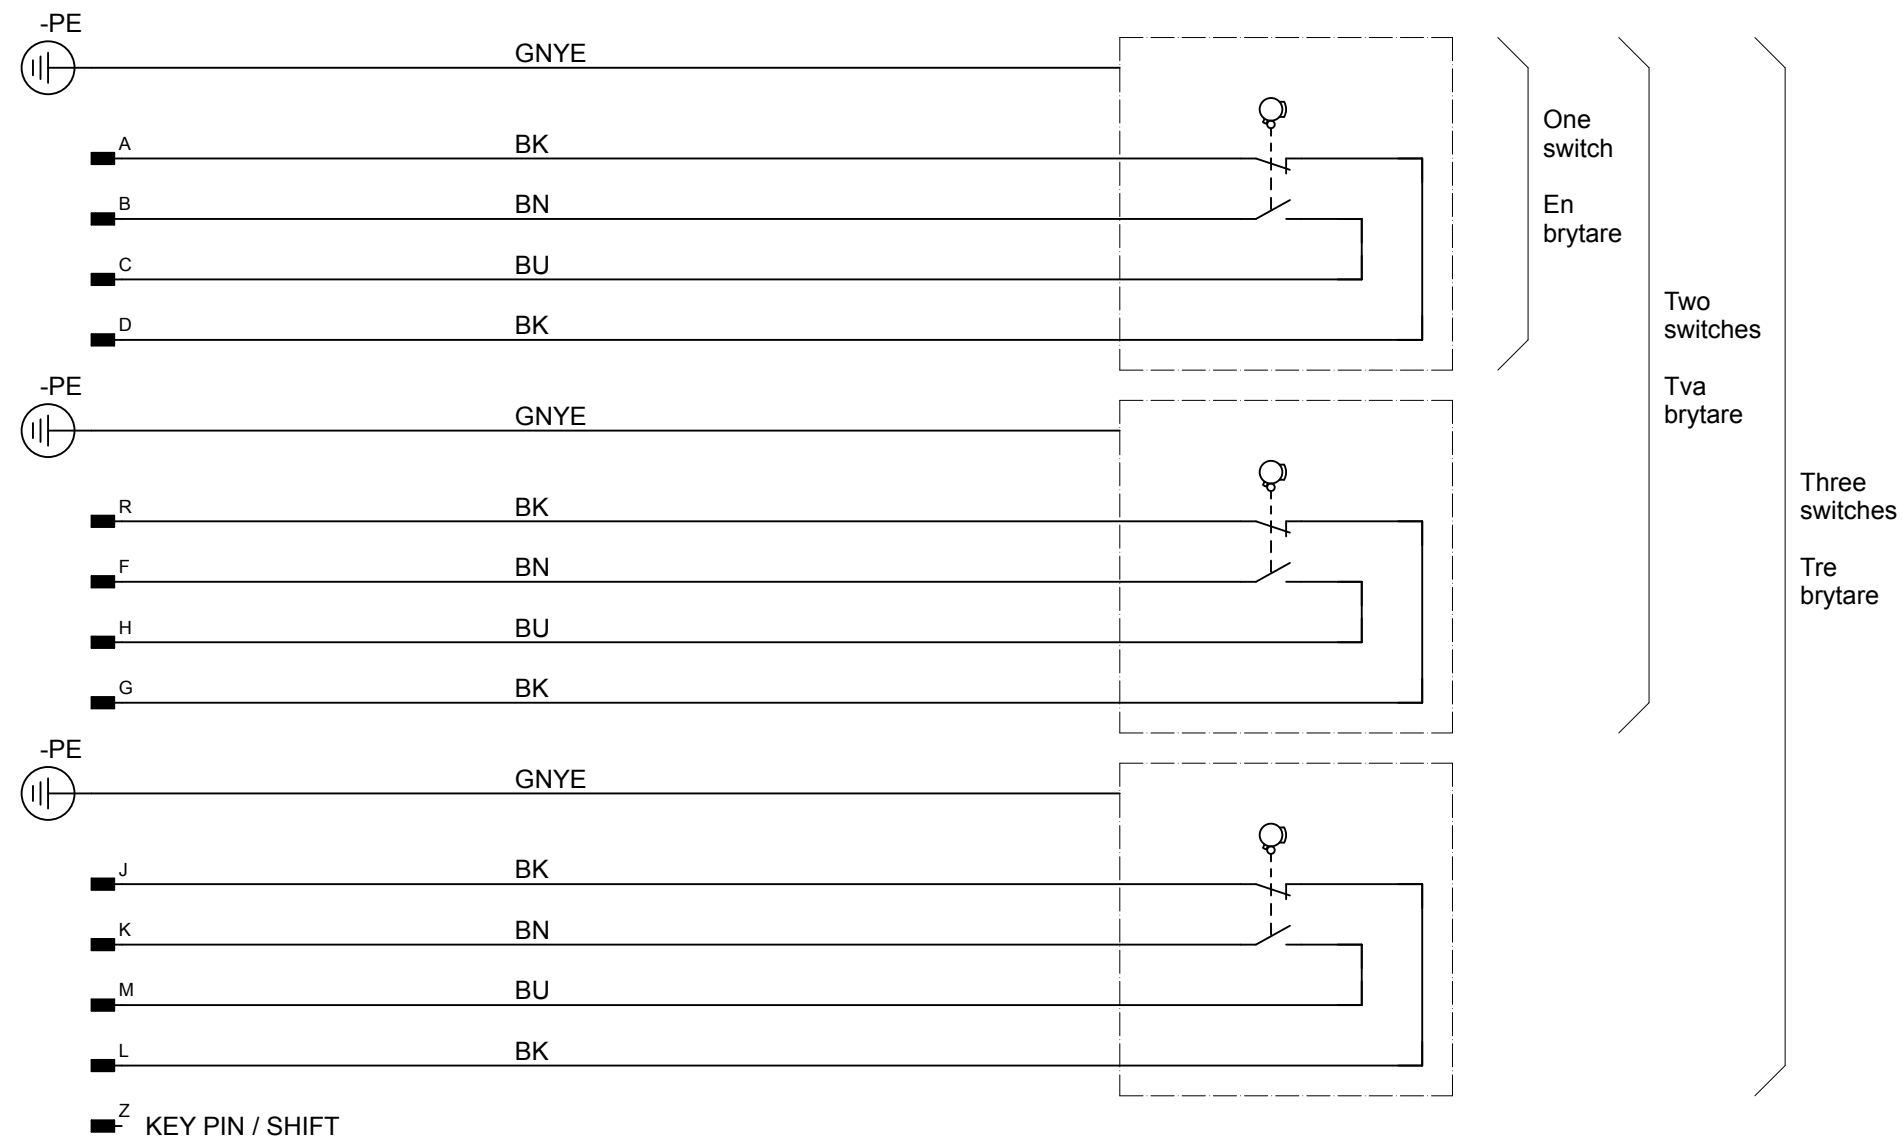 -PE
GNYE
A
BK
B
BN
C
BU
D
BK
One
switch
En
brytare
-PE
GNYE
R
BK
F
BN
H
BU
G
BK
Two
switches
Tva
brytare
-PE
GNYE
J
BK
K
BN
M
BU
L
BK
Z
KEY PIN / SHIFT
Three
switches
Tre
brytare